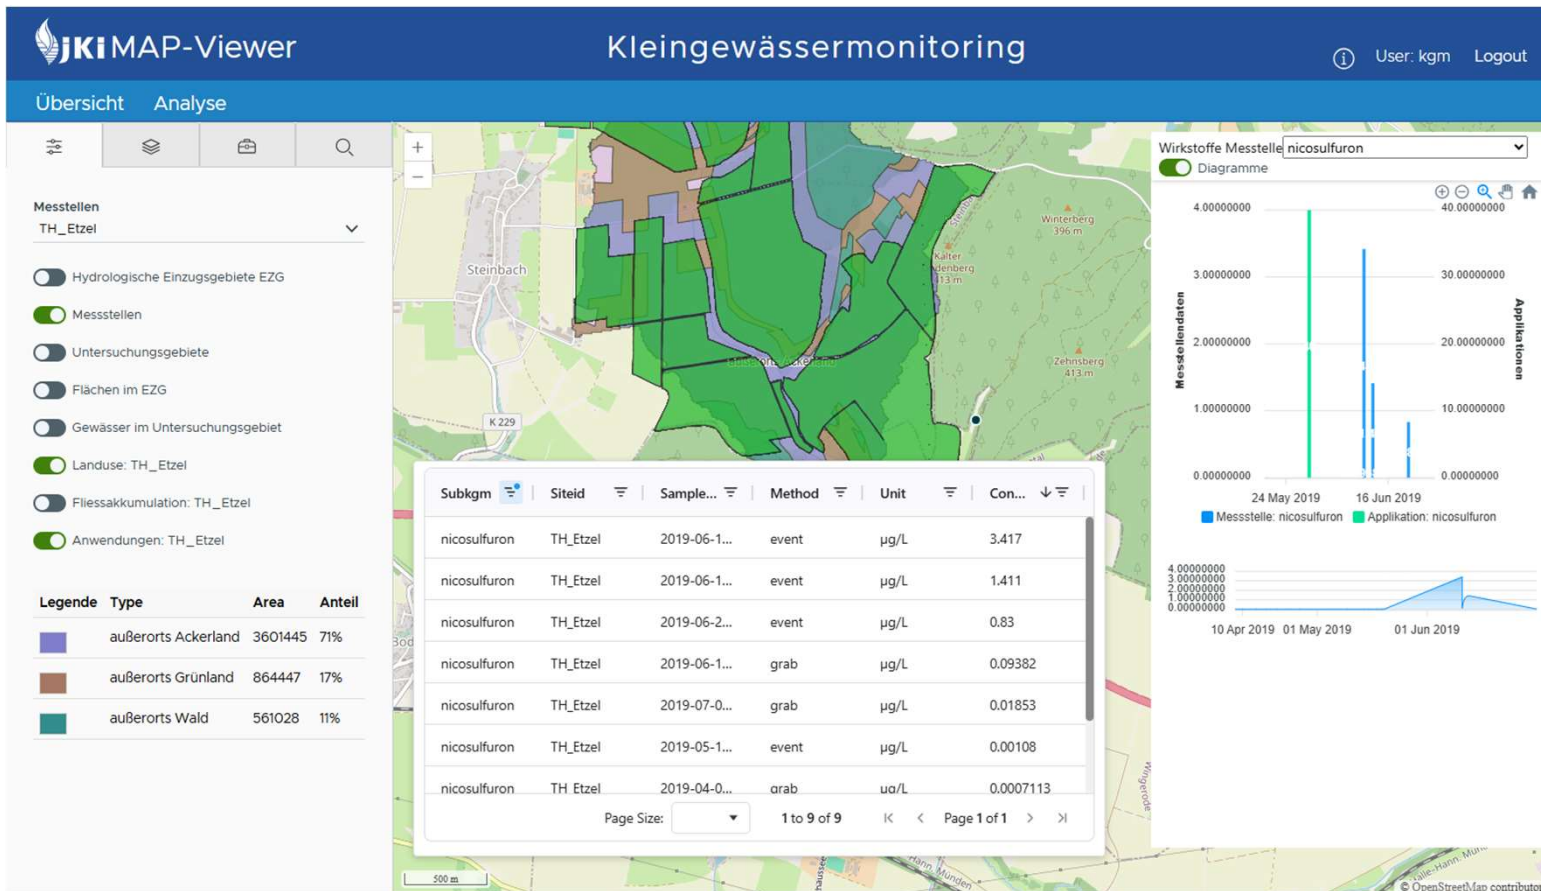 JKi MAP-Viewer
Kleingewässermonitoring
User: kgm Logout
Übersicht Analyse
Messtellen
TH_Etzel
Hydrologische Einzugsgebiete EZG
Messstellen
Untersuchungsgebiete
Flächen im EZG
Gewässer im Untersuchungsgebiet
Landuse: TH_Etzel
Fliessakkumulation: TH_Etzel
Anwendungen: TH_Etzel
Legende Type Area Anteil
außerorts Ackerland 3601445 71%
außerorts Grünland 864447 17%
außerorts Wald 561028 11%
+
−
Steinbach
K 229
Winterberg
396 m
Kalter
Zehnsberg
413 m
500 m
Subkgm Siteid Sample... Method Unit Con...
nicosulfuron TH_Etzel 2019-06-1... event µg/L 3.417
nicosulfuron TH_Etzel 2019-06-1... event µg/L 1.411
nicosulfuron TH_Etzel 2019-06-2... event µg/L 0.83
nicosulfuron TH_Etzel 2019-06-1... grab µg/L 0.09382
nicosulfuron TH_Etzel 2019-07-0... grab µg/L 0.01853
nicosulfuron TH_Etzel 2019-05-1... event µg/L 0.00108
nicosulfuron TH_Etzel 2019-04-0... grab µg/L 0.0007113
Page Size: 1 to 9 of 9 Page 1 of 1
Wingerode
Hann. Münden
© OpenStreetMap contributor
Wirkstoffe Messtelle nicosulfuron
Diagramme
4.00000000 40.00000000
3.00000000 30.00000000
2.00000000 20.00000000
1.00000000 10.00000000
0.00000000 0.00000000
Messstellendaten
Applikationen
24 May 2019 16 Jun 2019
Messstelle: nicosulfuron Applikation: nicosulfuron
4.00000000
3.00000000
2.00000000
1.00000000
0.00000000
10 Apr 2019 01 May 2019 01 Jun 2019